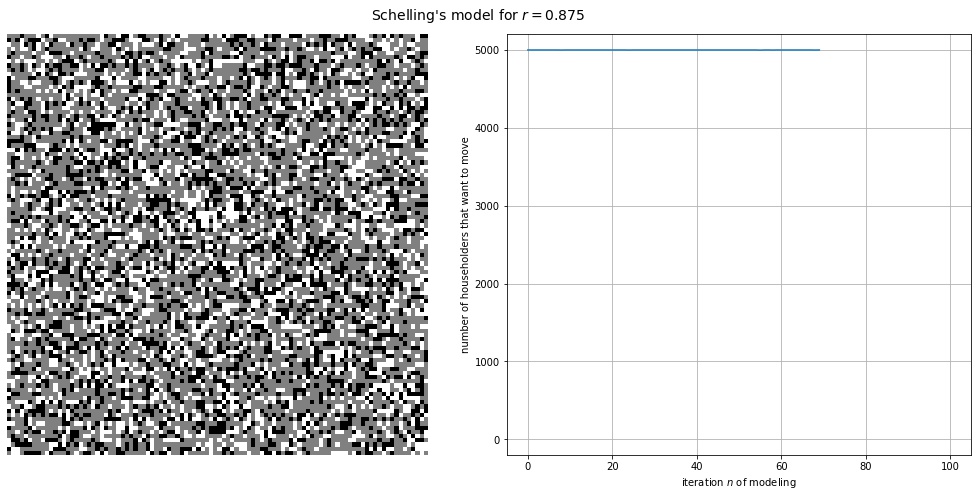 Schelling's model for r = 0.875
5000
4000
3000
2000
1000
0
number of householders that want to move
0 20 40 60 80 100
iteration n of modeling